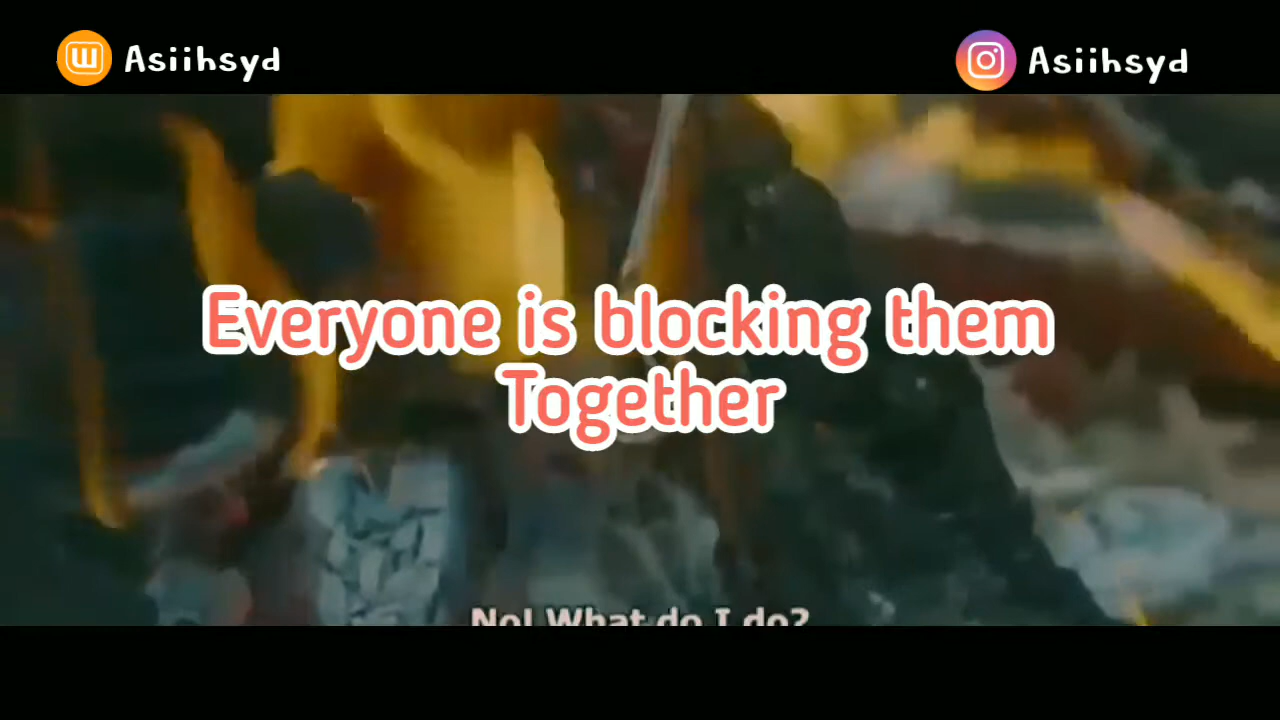 Asiihsyd
Asiihsyd
Everyone is blocking them
Together
No! What do I do?